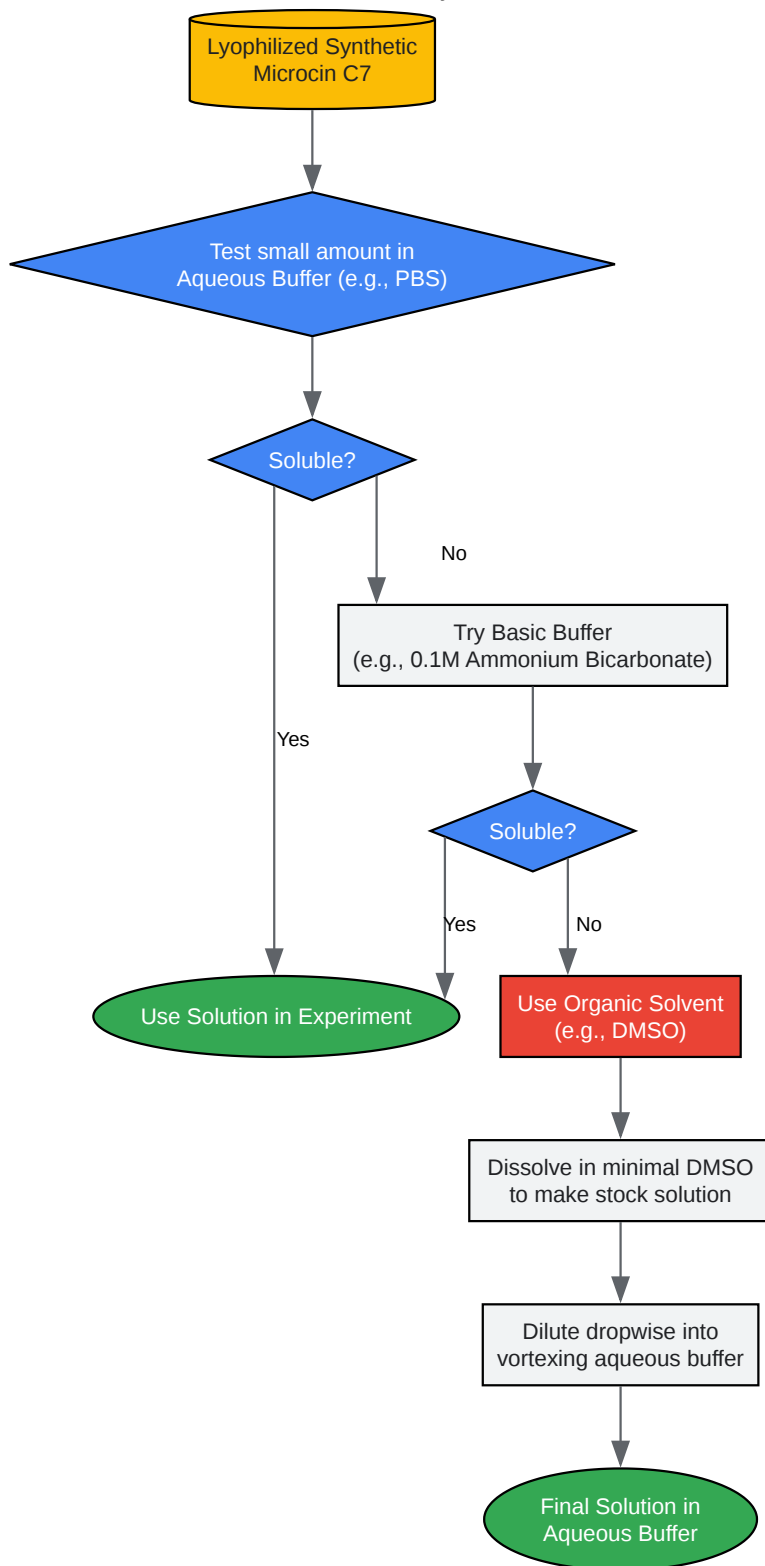 Lyophilized Synthetic
Microcin C7
Test small amount in
Aqueous Buffer (e.g., PBS)
Soluble?
No
Try Basic Buffer
(e.g., 0.1M Ammonium Bicarbonate)
Yes
Soluble?
Yes
No
Use Solution in Experiment
Use Organic Solvent
(e.g., DMSO)
Dissolve in minimal DMSO
to make stock solution
Dilute dropwise into
vortexing aqueous buffer
Final Solution in
Aqueous Buffer